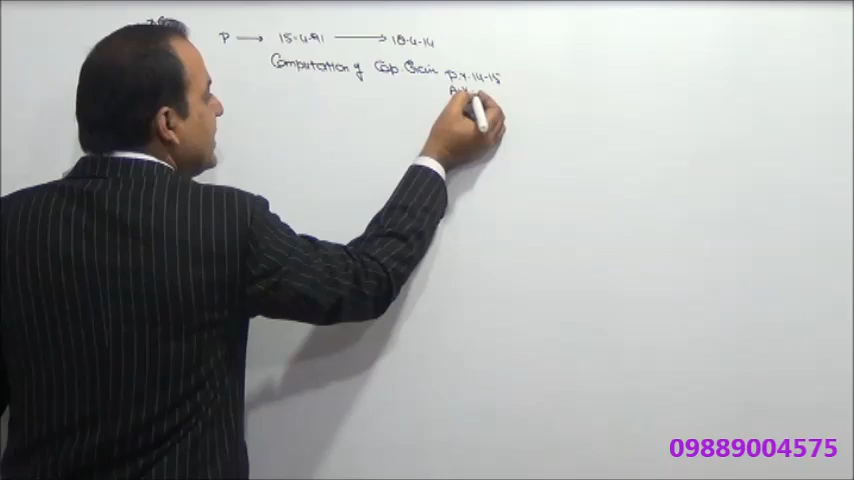 P → 15-4-91 → 18-4-14
Computation of Cap. Gain P.Y. 14-15
A.Y.
09889004575